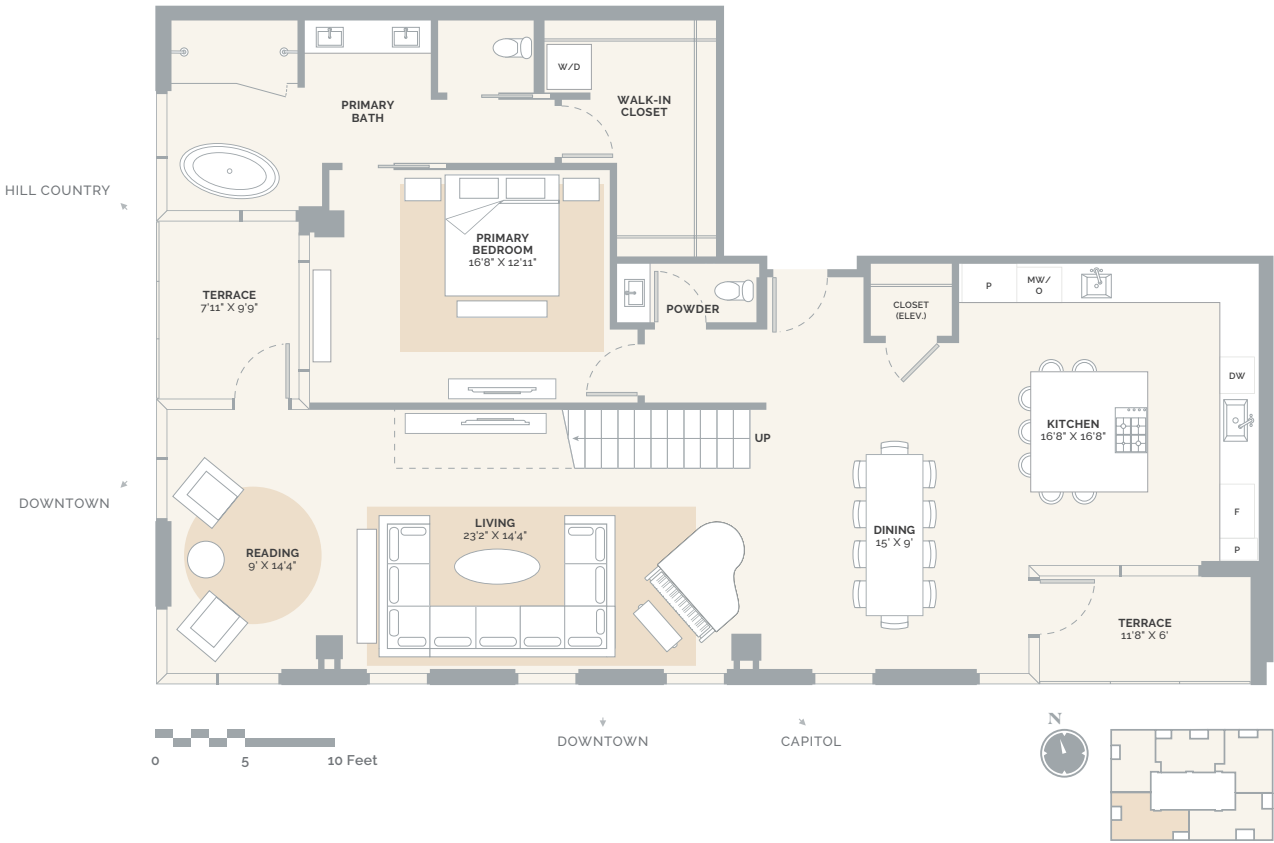 W/D
PRIMARY
BATH
WALK-IN
CLOSET
HILL COUNTRY
PRIMARY
BEDROOM
16'8" X 12'11"
TERRACE
7'11" X 9'9"
POWDER
CLOSET
(ELEV.)
P
MW/
O
DW
KITCHEN
16'8" X 16'8"
UP
DOWNTOWN
LIVING
23'2" X 14'4"
READING
9' X 14'4"
DINING
15' X 9'
F
P
TERRACE
11'8" X 6'
DOWNTOWN
CAPITOL
0 5 10 Feet
N